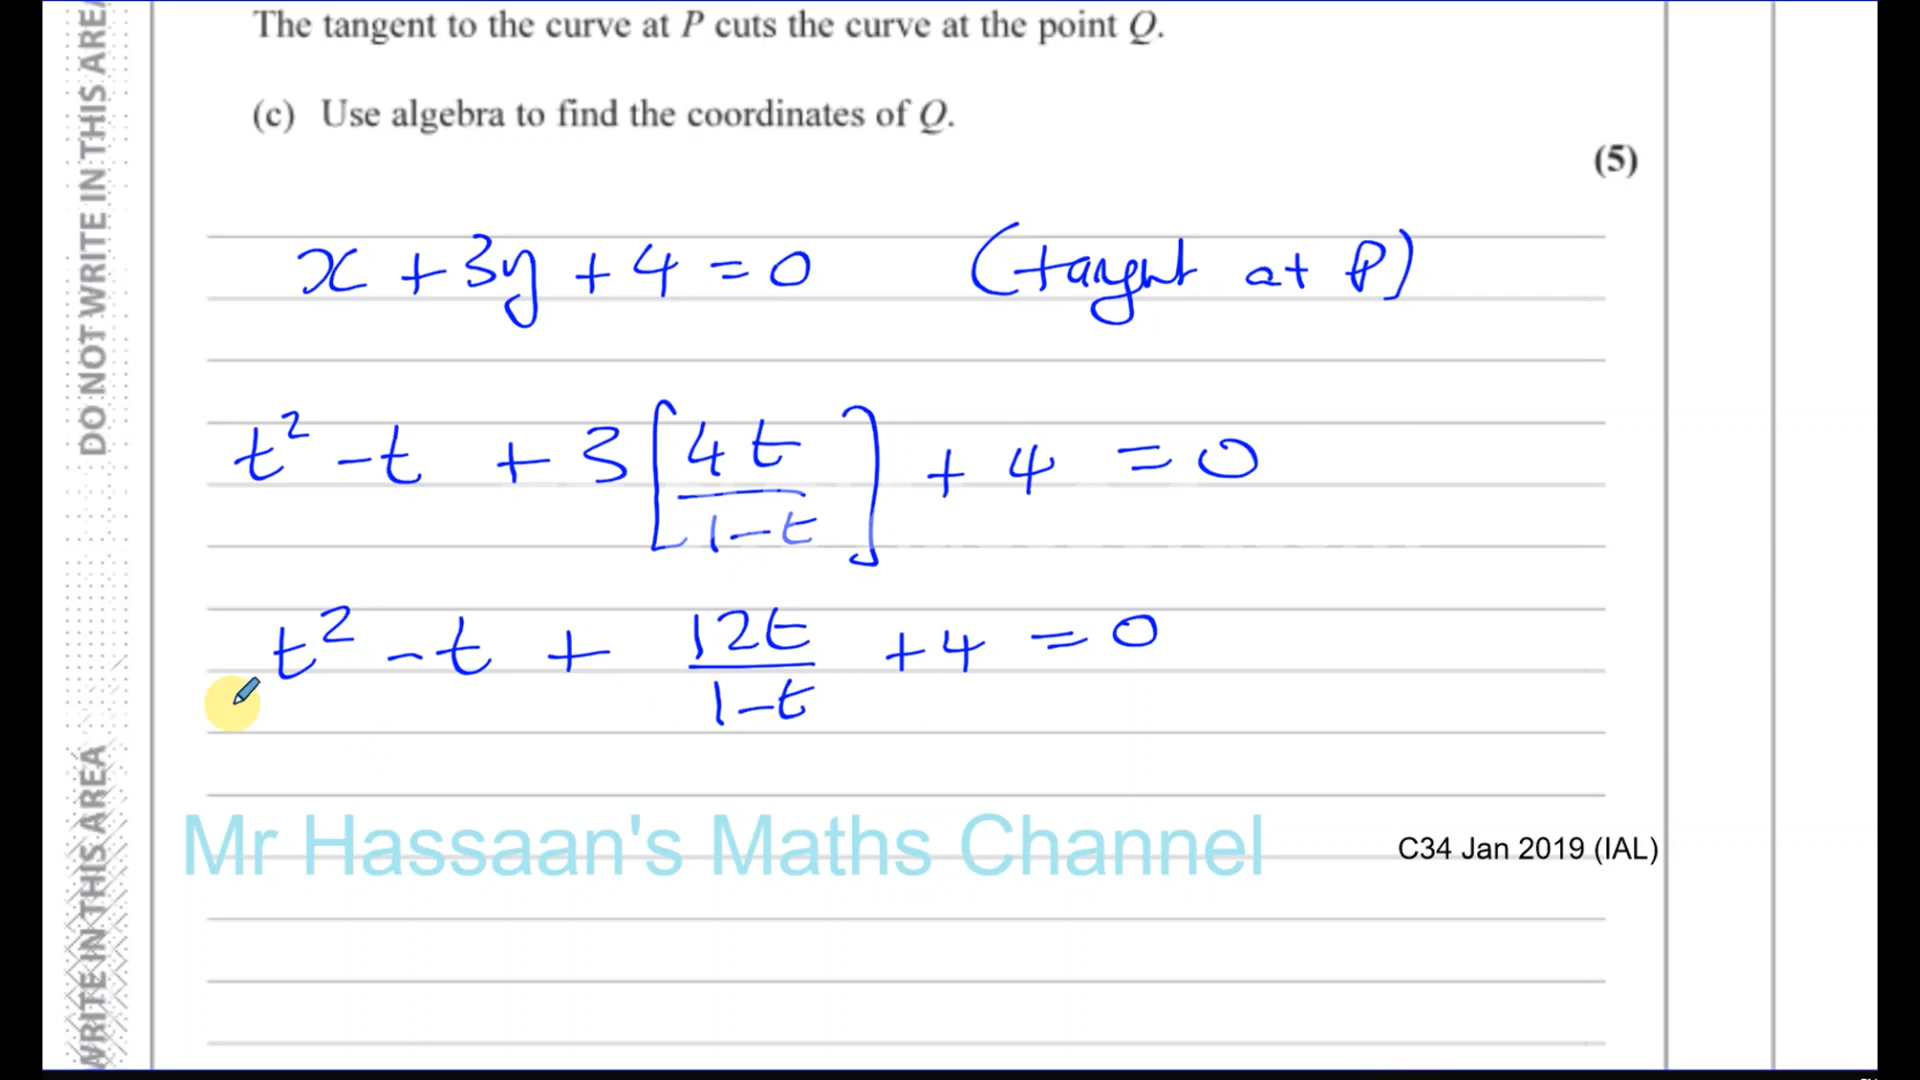 The tangent to the curve at P cuts the curve at the point Q.
(c) Use algebra to find the coordinates of Q.
(5)
x + 3y + 4 = 0 (tangent at P)
t² - t + 3[4t/(1-t)] + 4 = 0
t² - t + 12t/(1-t) + 4 = 0
Mr Hassaan's Maths Channel
C34 Jan 2019 (IAL)
DO NOT WRITE IN THIS AREA
WRITE IN THIS AREA